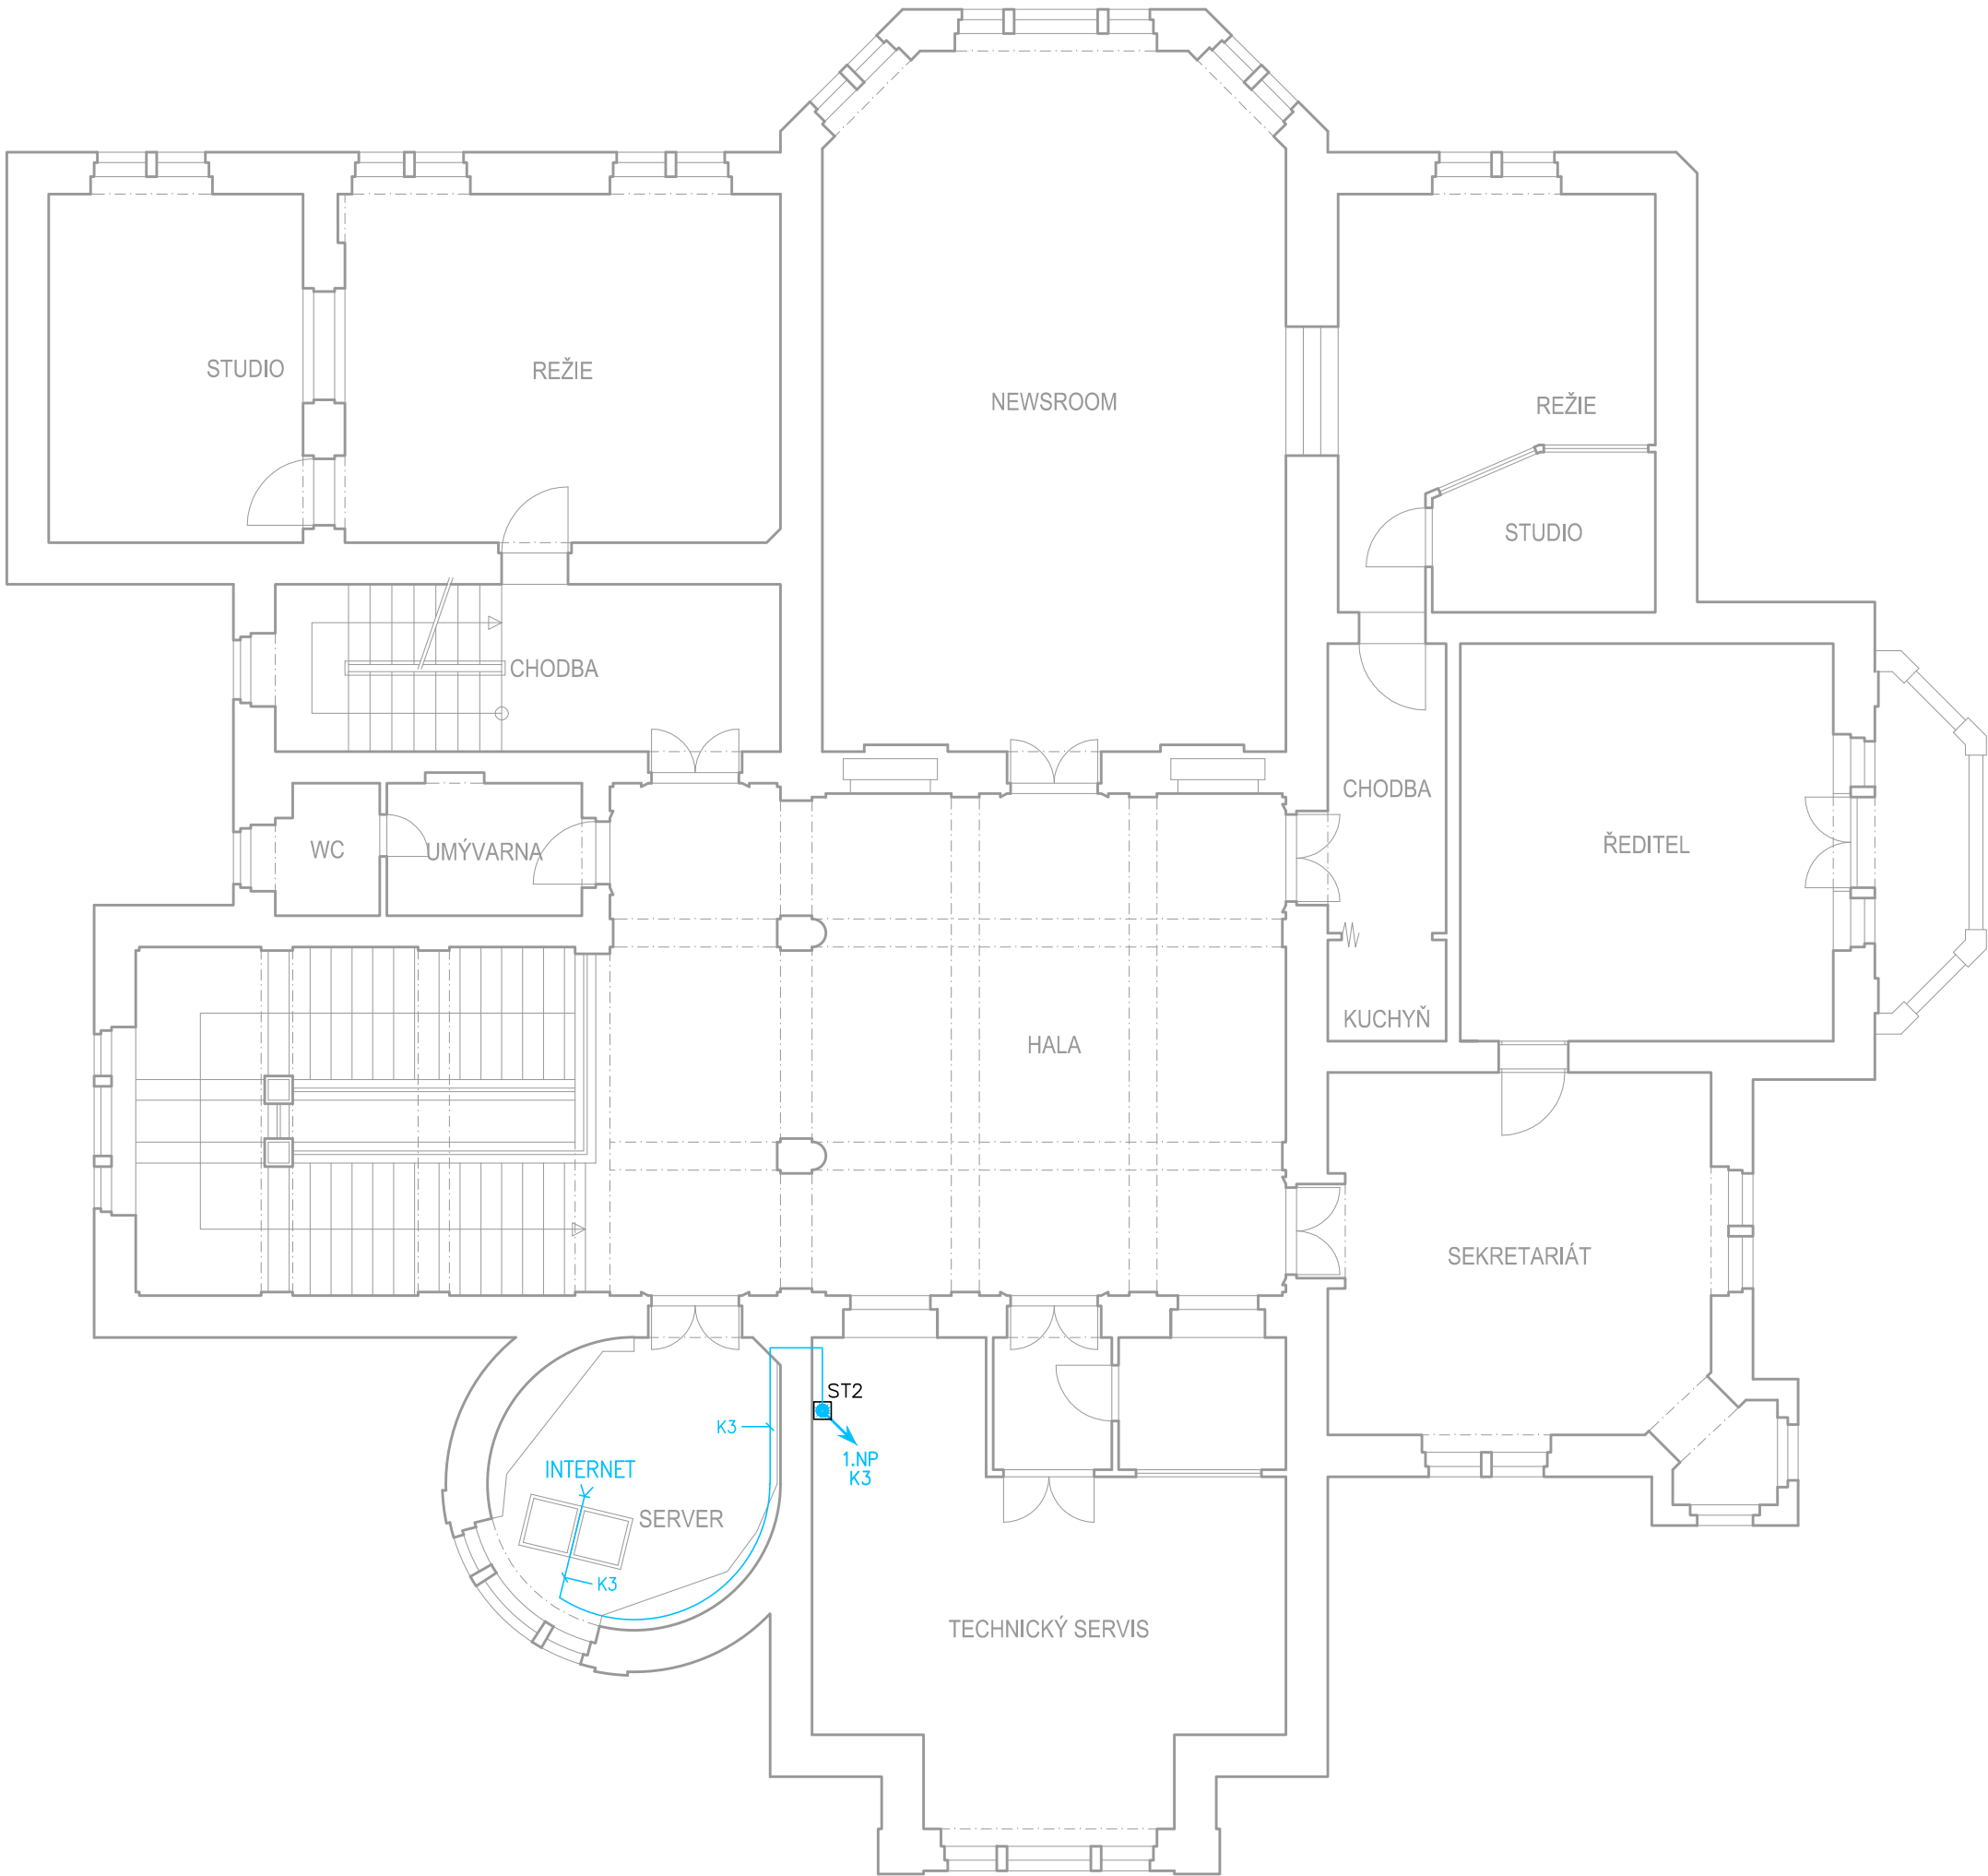 STUDIO
REŽIE
NEWSROOM
REŽIE
STUDIO
CHODBA
CHODBA
WC
UMÝVARNA
ŘEDITEL
KUCHYŇ
HALA
SEKRETARIÁT
ST2
K3
1.NP
K3
INTERNET
SERVER
K3
TECHNICKÝ SERVIS